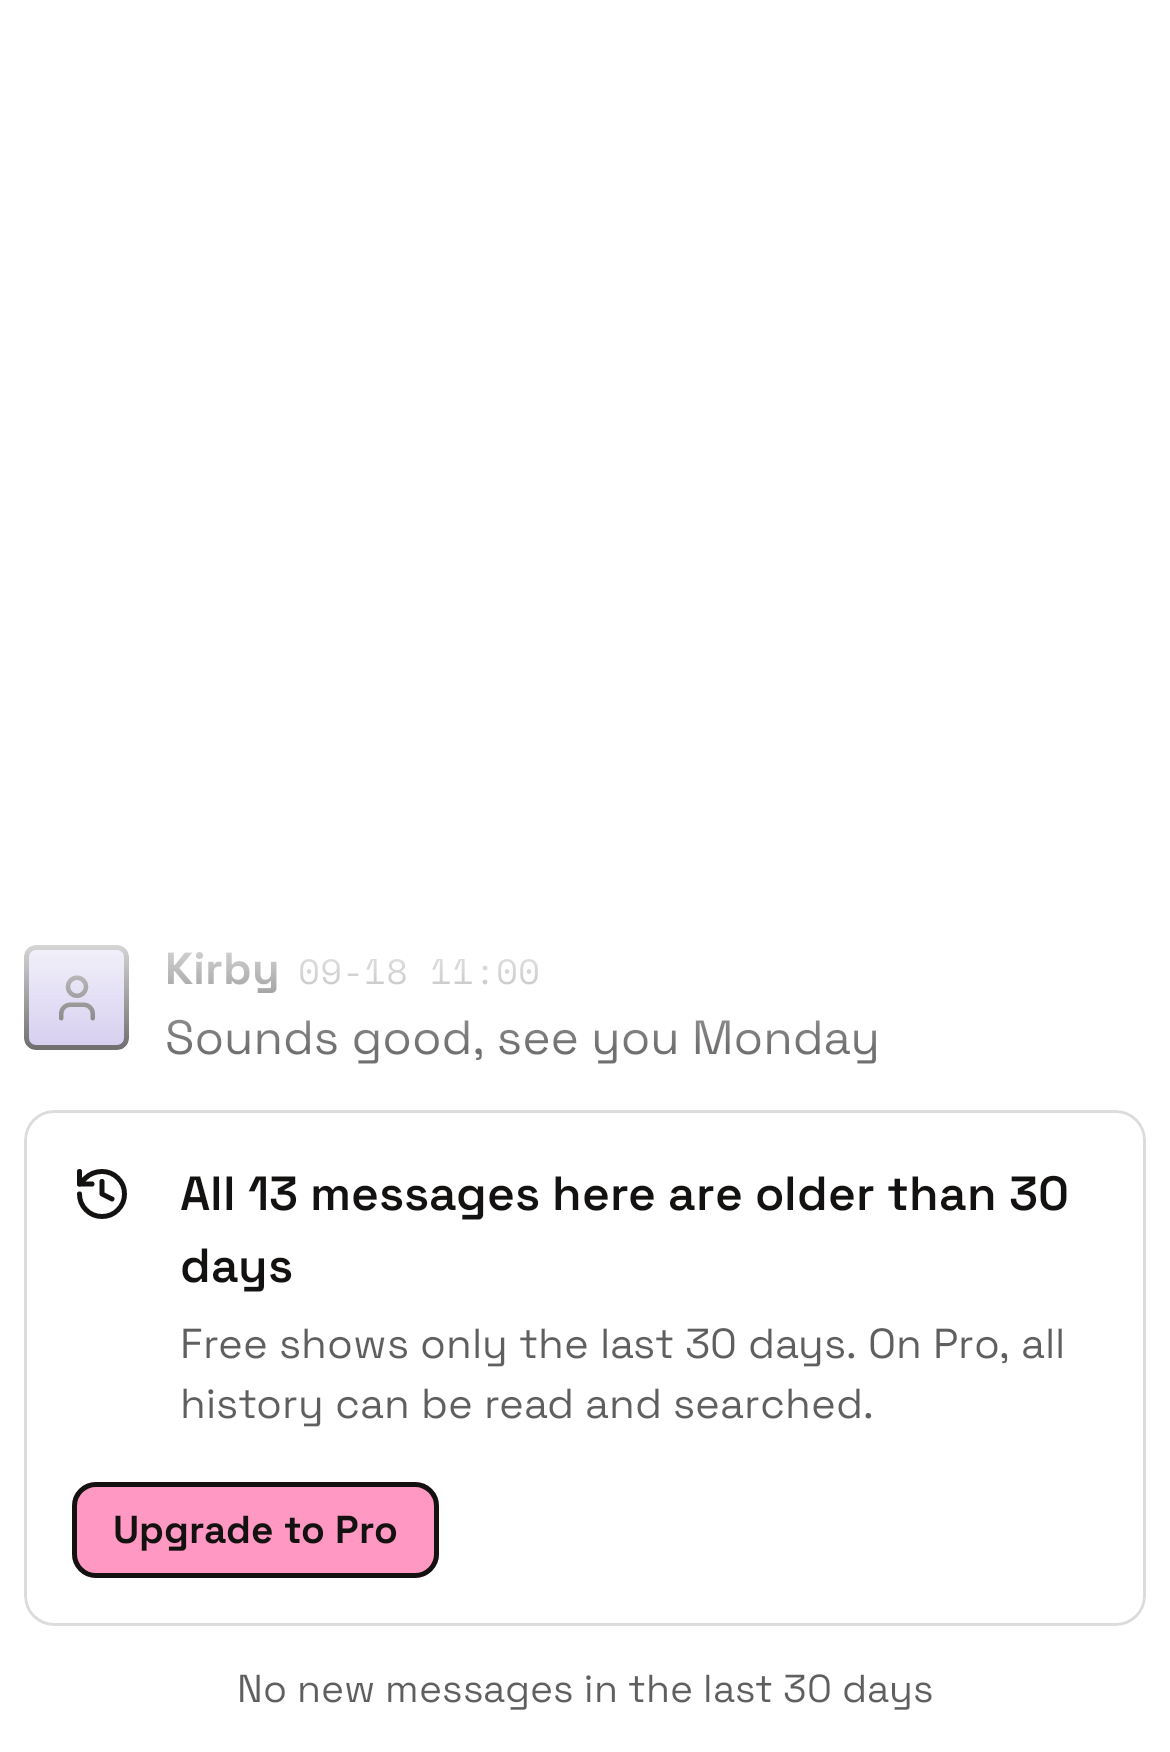 Kirby 09-18 11:00
Sounds good, see you Monday
All 13 messages here are older than 30
days
Free shows only the last 30 days. On Pro, all
history can be read and searched.
Upgrade to Pro
No new messages in the last 30 days